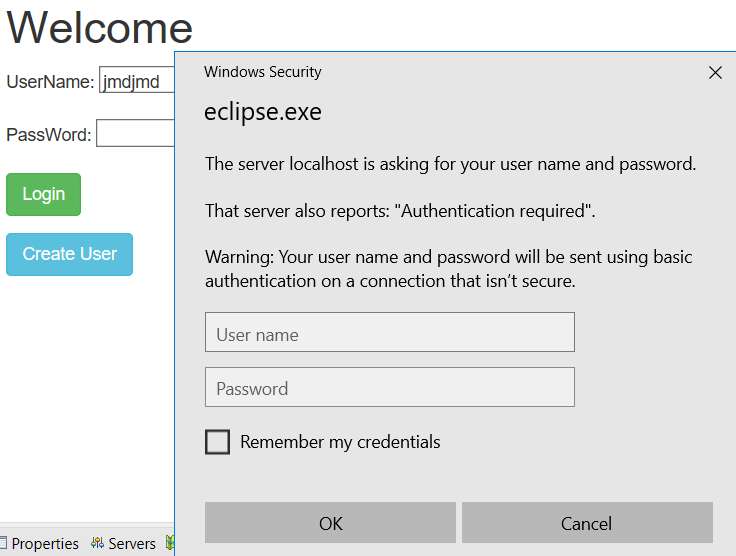 Welcome
UserName: jmdjmd
PassWord:
Login
Create User
Windows Security
eclipse.exe
The server localhost is asking for your user name and password.
That server also reports: "Authentication required".
Warning: Your user name and password will be sent using basic
authentication on a connection that isn’t secure.
User name
Password
Remember my credentials
OK Cancel
Properties Servers